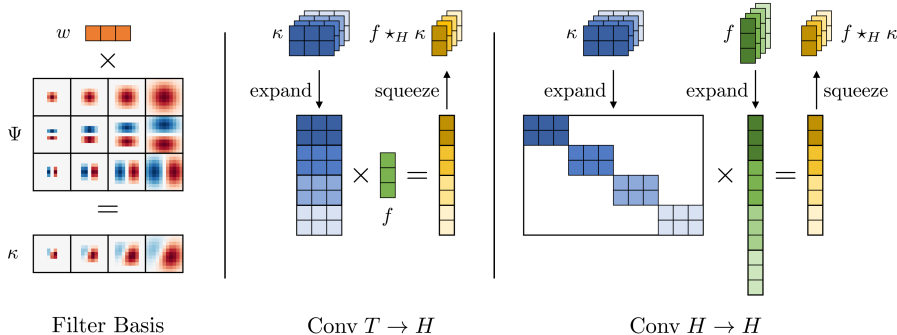 w
×
Ψ
=
κ
Filter Basis
κ
f ⋆_H κ
expand
squeeze
×
=
f
Conv T → H
κ
f
f ⋆_H κ
expand
expand
squeeze
×
=
Conv H → H